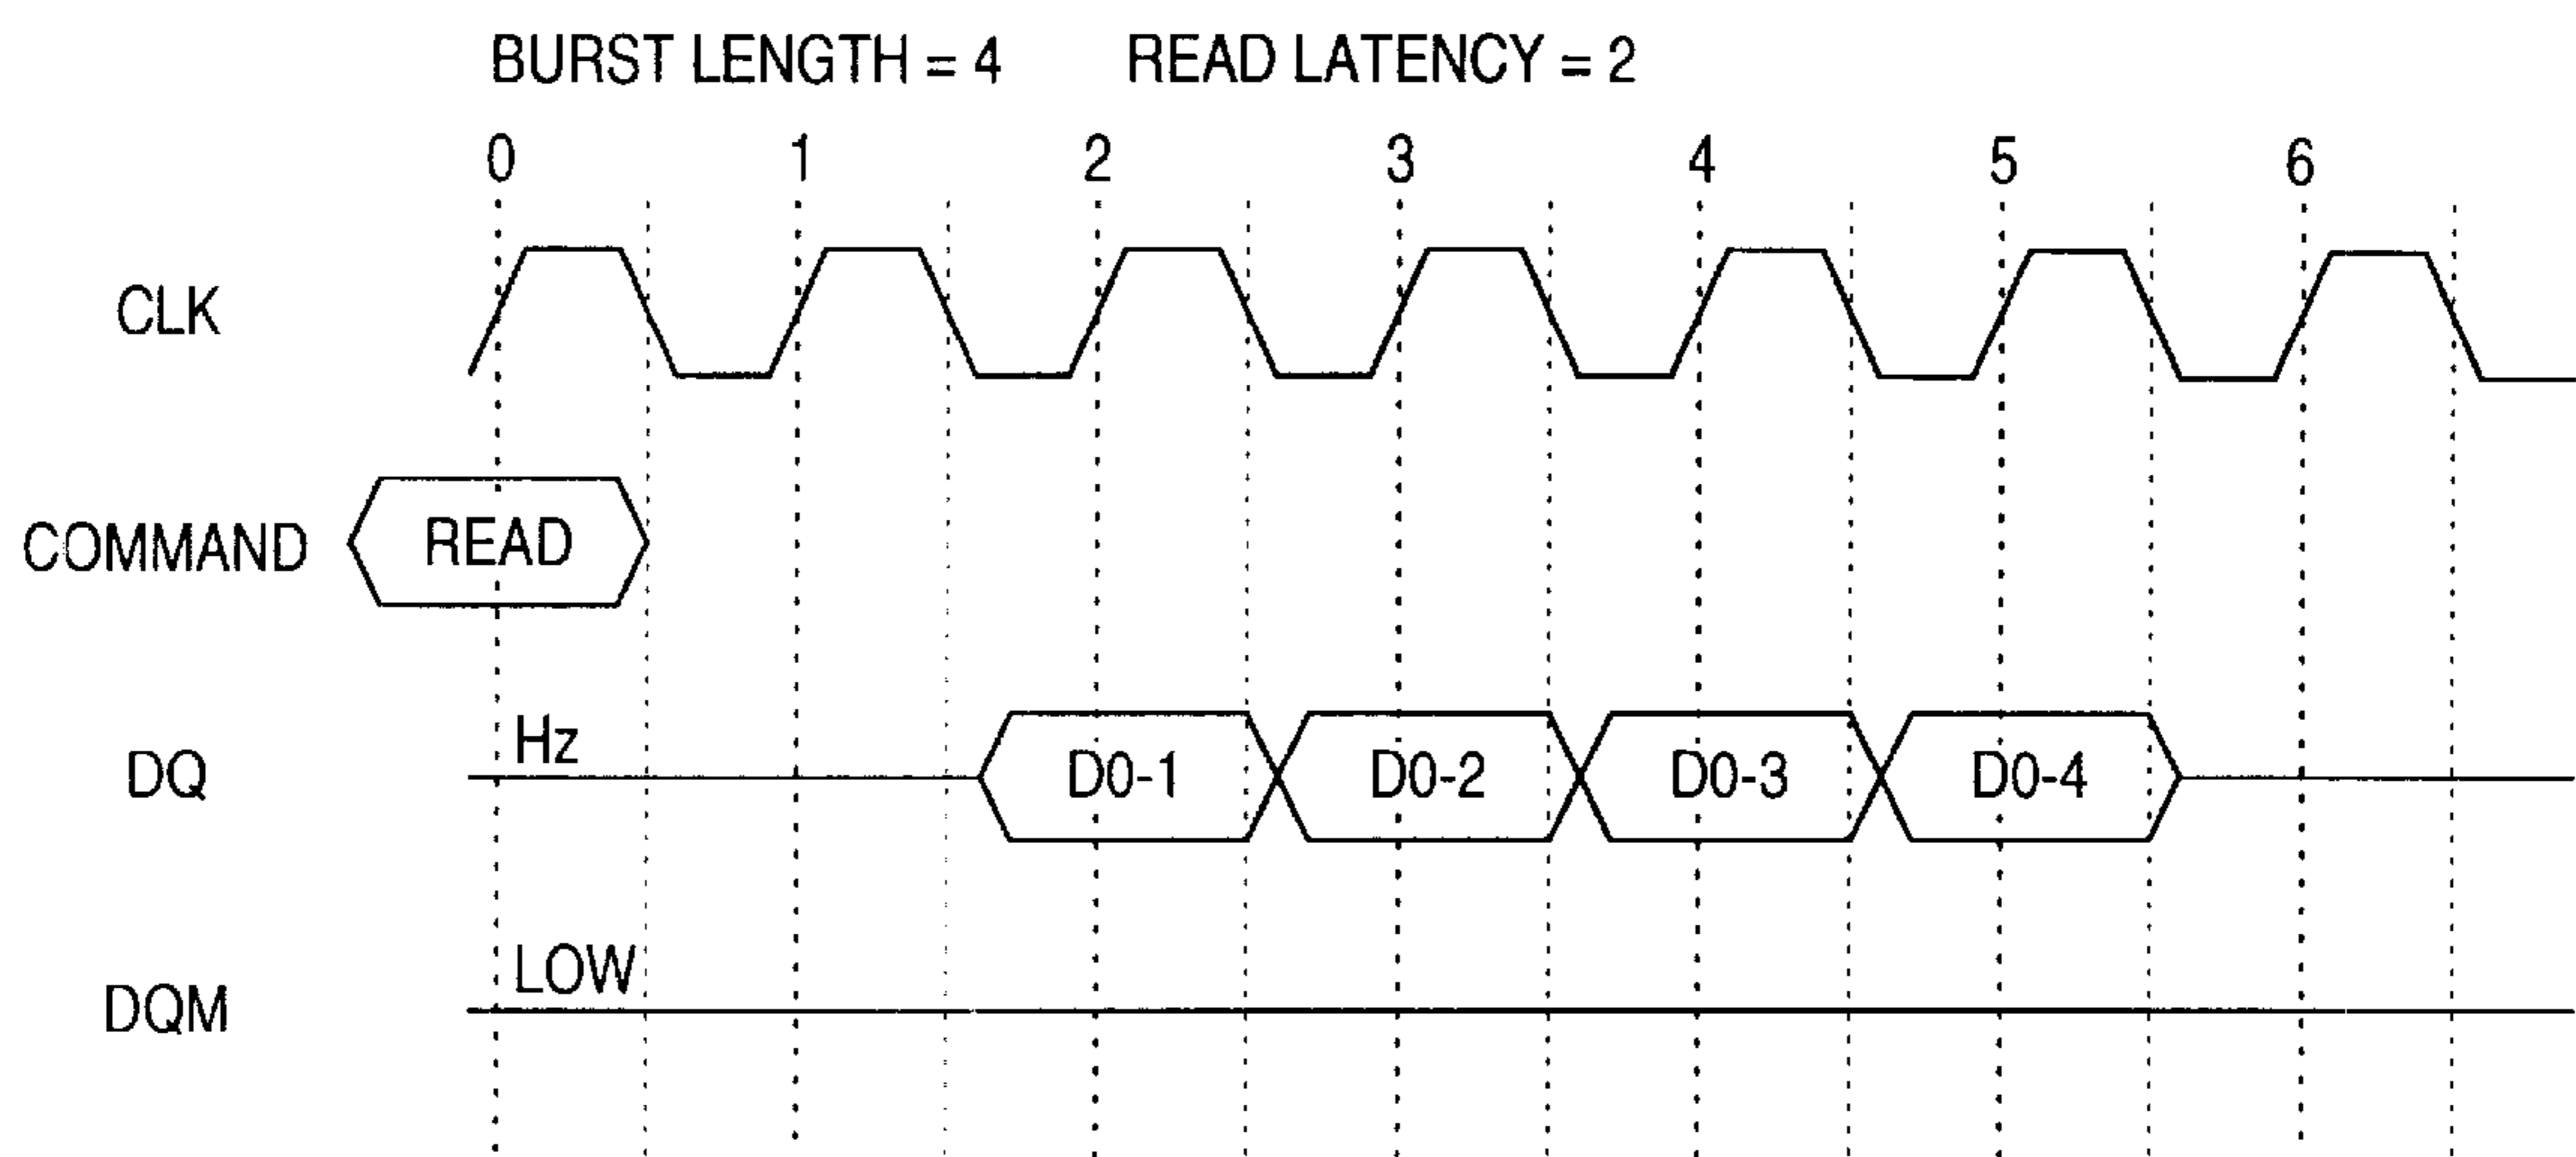 BURST LENGTH = 4 READ LATENCY = 2
0 1 2 3 4 5 6
CLK
COMMAND READ
DQ Hz D0-1 D0-2 D0-3 D0-4
DQM LOW